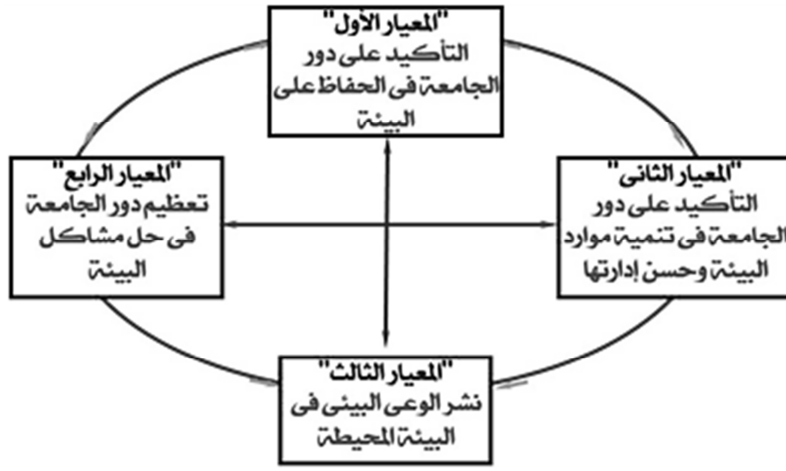 "المعيار الأول"
التأكيد على دور
الجامعة فى الحفاظ على
البيئة
"المعيار الثانى"
التأكيد على دور
الجامعة فى تنمية موارد
البيئة وحسن إدارتها
"المعيار الرابع"
تعظيم دور الجامعة
فى حل مشاكل
البيئة
"المعيار الثالث"
نشر الوعى البيئى فى
البيئة المحيطة